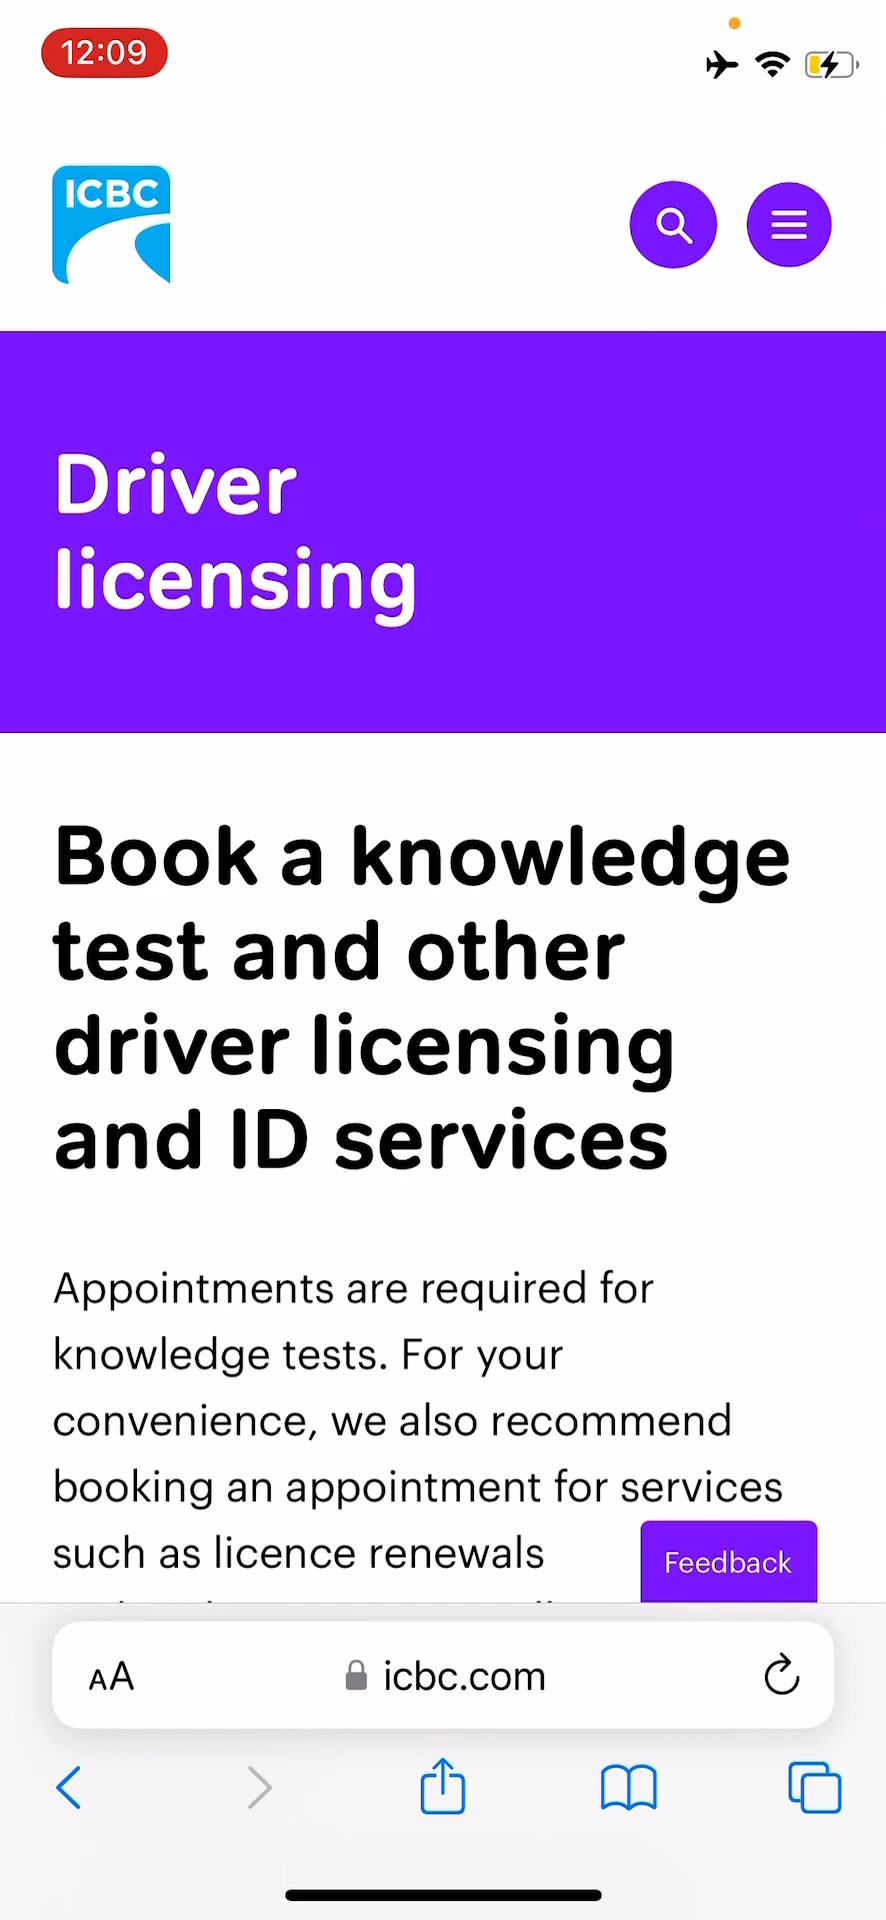 12:09
ICBC
Driver
licensing
Book a knowledge
test and other
driver licensing
and ID services
Appointments are required for
knowledge tests. For your
convenience, we also recommend
booking an appointment for services
such as licence renewals
Feedback
AA icbc.com